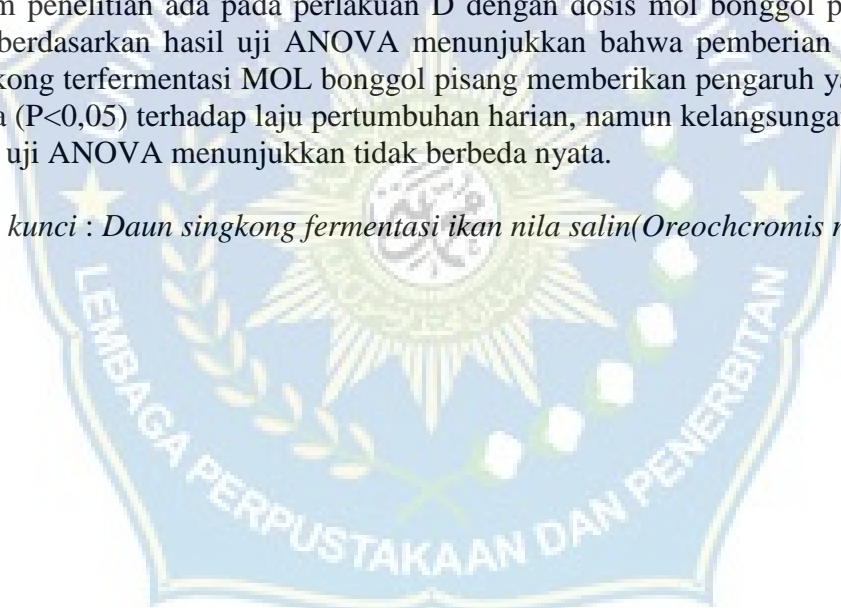 m penelitian ada pada perlakuan D dengan dosis mol bonggol p
berdasarkan hasil uji ANOVA menunjukkan bahwa pemberian
kong terfermentasi MOL bonggol pisang memberikan pengaruh ya
a (P<0,05) terhadap laju pertumbuhan harian, namun kelangsunga
uji ANOVA menunjukkan tidak berbeda nyata.
kunci : Daun singkong fermentasi ikan nila salin(Oreochcromis n
LEMBAGA PERPUSTAKAAN DAN PENERBITAN